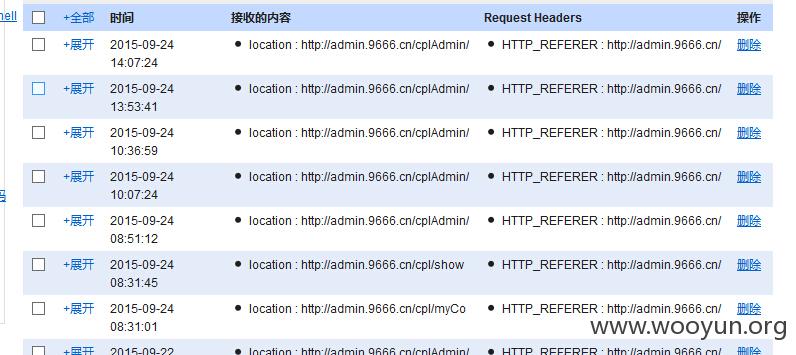 hell
+全部 时间 接收的内容 Request Headers 操作
+展开 2015-09-24 14:07:24 location : http://admin.9666.cn/cplAdmin/ HTTP_REFERER : http://admin.9666.cn/ 删除
+展开 2015-09-24 13:53:41 location : http://admin.9666.cn/cplAdmin/ HTTP_REFERER : http://admin.9666.cn/ 删除
+展开 2015-09-24 10:36:59 location : http://admin.9666.cn/cplAdmin/ HTTP_REFERER : http://admin.9666.cn/ 删除
+展开 2015-09-24 10:07:24 location : http://admin.9666.cn/cplAdmin/ HTTP_REFERER : http://admin.9666.cn/ 删除
码
+展开 2015-09-24 08:51:12 location : http://admin.9666.cn/cplAdmin/ HTTP_REFERER : http://admin.9666.cn/ 删除
+展开 2015-09-24 08:31:45 location : http://admin.9666.cn/cpl/show HTTP_REFERER : http://admin.9666.cn/ 删除
+展开 2015-09-24 08:31:01 location : http://admin.9666.cn/cpl/myCo HTTP_REFERER : http://admin.9666.cn/ 删除
+展开 2015-09-22 location : http://admin.9666.cn/cplAdmin/ HTTP_REFERER : http://admin.9666.cn/ 删除
www.wooyun.org